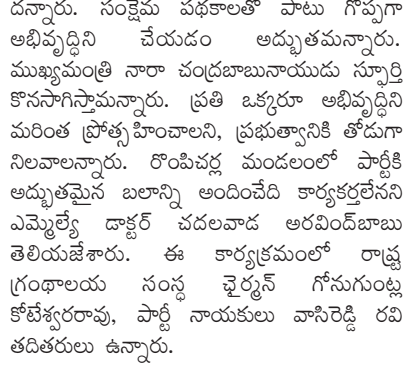 దన్నారు. సంక్షేమ పథకాలతో పాటు గొప్పగా
అభివృద్ధిని చేయడం అద్భుతమన్నారు.
ముఖ్యమంత్రి నారా చంద్రబాబునాయుడు స్ఫూర్తి
కొనసాగిస్తామన్నారు. ప్రతి ఒక్కరూ అభివృద్ధిని
మరింత ప్రోత్సహించాలని, ప్రభుత్వానికి తోడుగా
నిలవాలన్నారు. రొంపిచర్ల మండలంలో పార్టీకి
అద్భుతమైన బలాన్ని అందించేది కార్యకర్తలేనని
ఎమ్మెల్యే డాక్టర్ చదలవాడ అరవింద్‌బాబు
తెలియజేశారు. ఈ కార్యక్రమంలో రాష్ట్ర
గ్రంథాలయ సంస్థ ఛైర్మన్ గోనుగుంట్ల
కోటేశ్వరరావు, పార్టీ నాయకులు వాసిరెడ్డి రవి
తదితరులు ఉన్నారు.